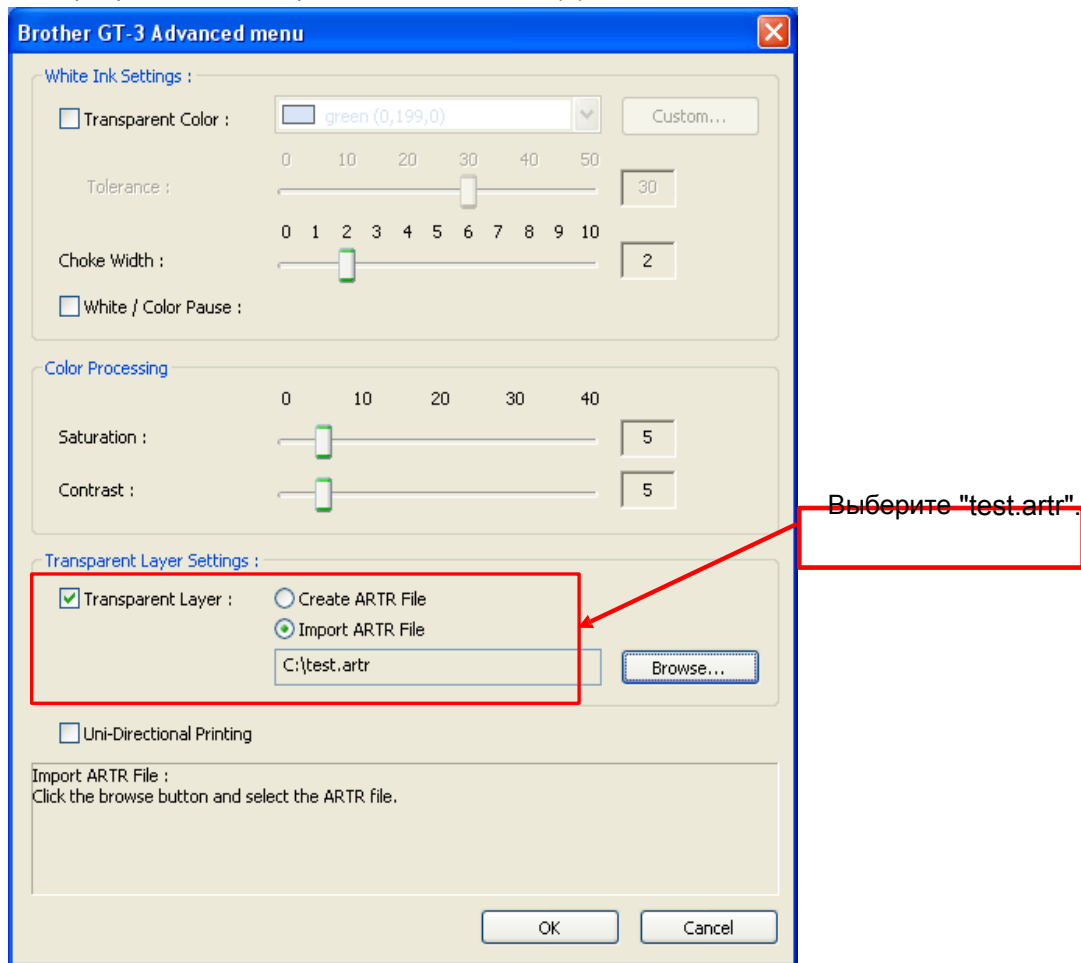 Brother GT-3 Advanced menu
White Ink Settings :
Transparent Color :
green (0,199,0)
Custom...
0 10 20 30 40 50
Tolerance :
30
0 1 2 3 4 5 6 7 8 9 10
Choke Width :
2
White / Color Pause :
Color Processing
0 10 20 30 40
Saturation :
5
Contrast :
5
Выберите "test.artr".
Transparent Layer Settings :
Transparent Layer :
Create ARTR File
Import ARTR File
C:\test.artr
Browse...
Uni-Directional Printing
Import ARTR File :
Click the browse button and select the ARTR file.
OK
Cancel